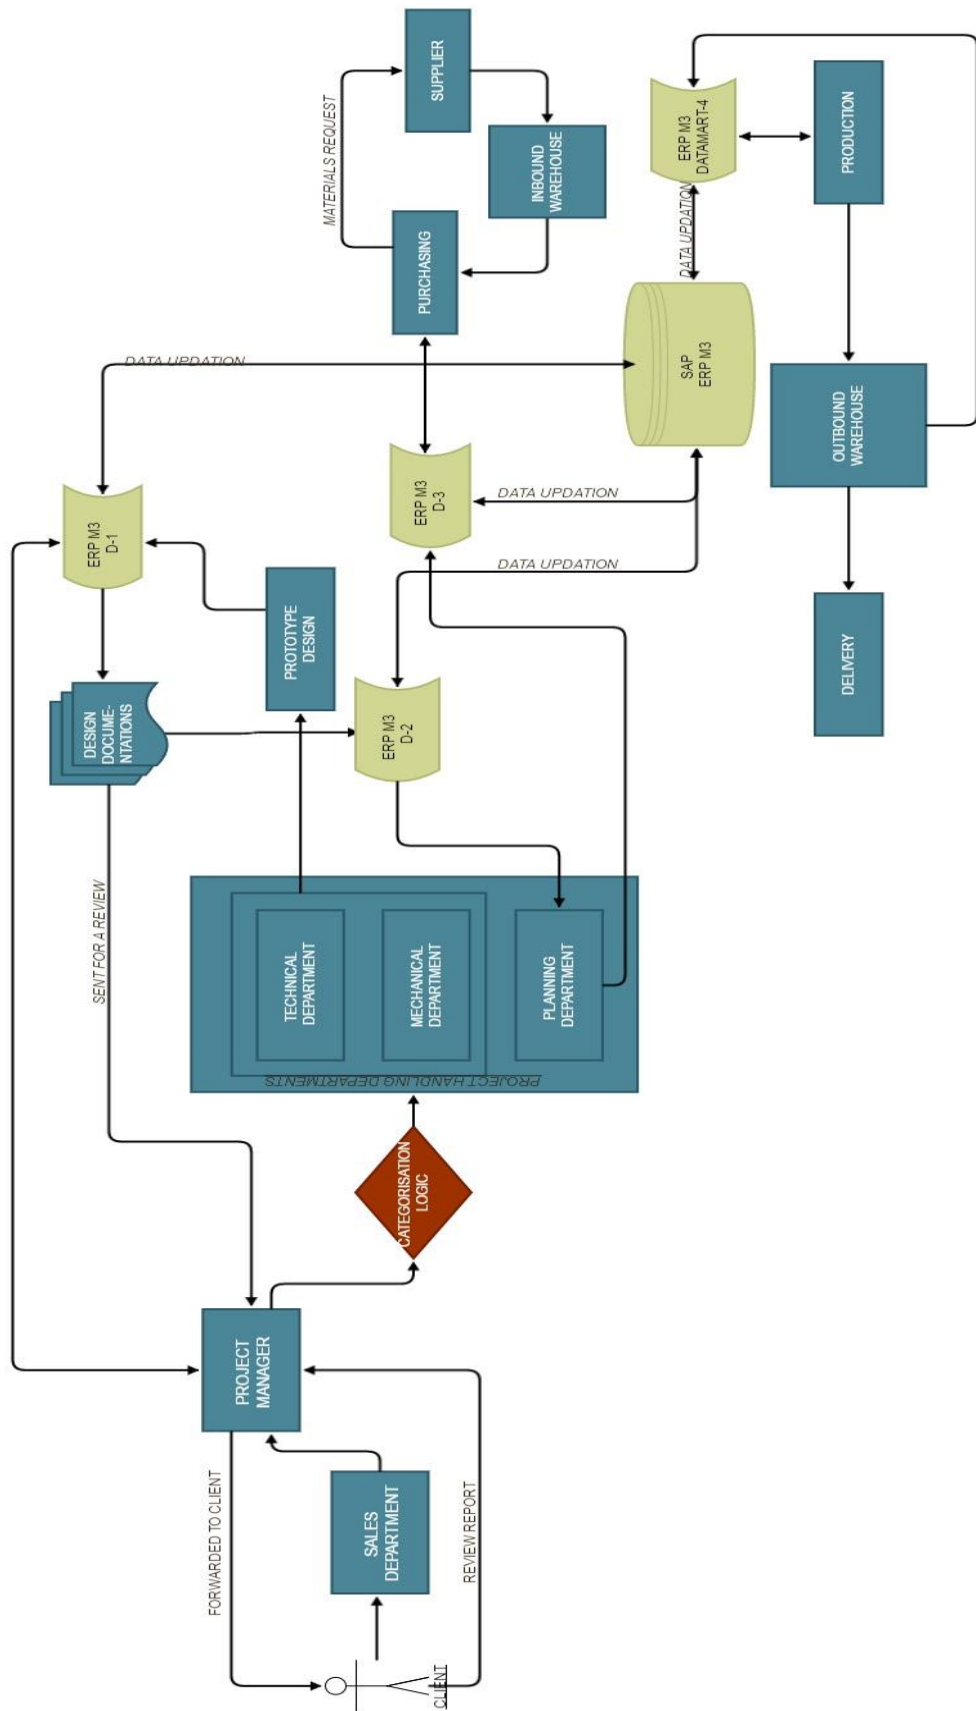 FORWARDED TO CLIENT
CLIENT
SALES
DEPARTMENT
REVIEW REPORT
PROJECT
MANAGER
CATEGORISATION
LOGIC
SENT FOR A REVIEW
PROJECT HANDLING DEPARTMENTS
TECHNICAL
DEPARTMENT
MECHANICAL
DEPARTMENT
PLANNING
DEPARTMENT
DESIGN
DOCUME-
NTATIONS
PROTOTYPE
DESIGN
ERP M3
D-1
ERP M3
D-2
ERP M3
D-3
DATA UPDATION
DATA UPDATION
DATA UPDATION
DATA UPDATION
SAP
ERP M3
PURCHASING
MATERIALS REQUEST
SUPPLIER
INBOUND
WAREHOUSE
ERP M3
DATAMART-4
PRODUCTION
OUTBOUND
WAREHOUSE
DELIVERY